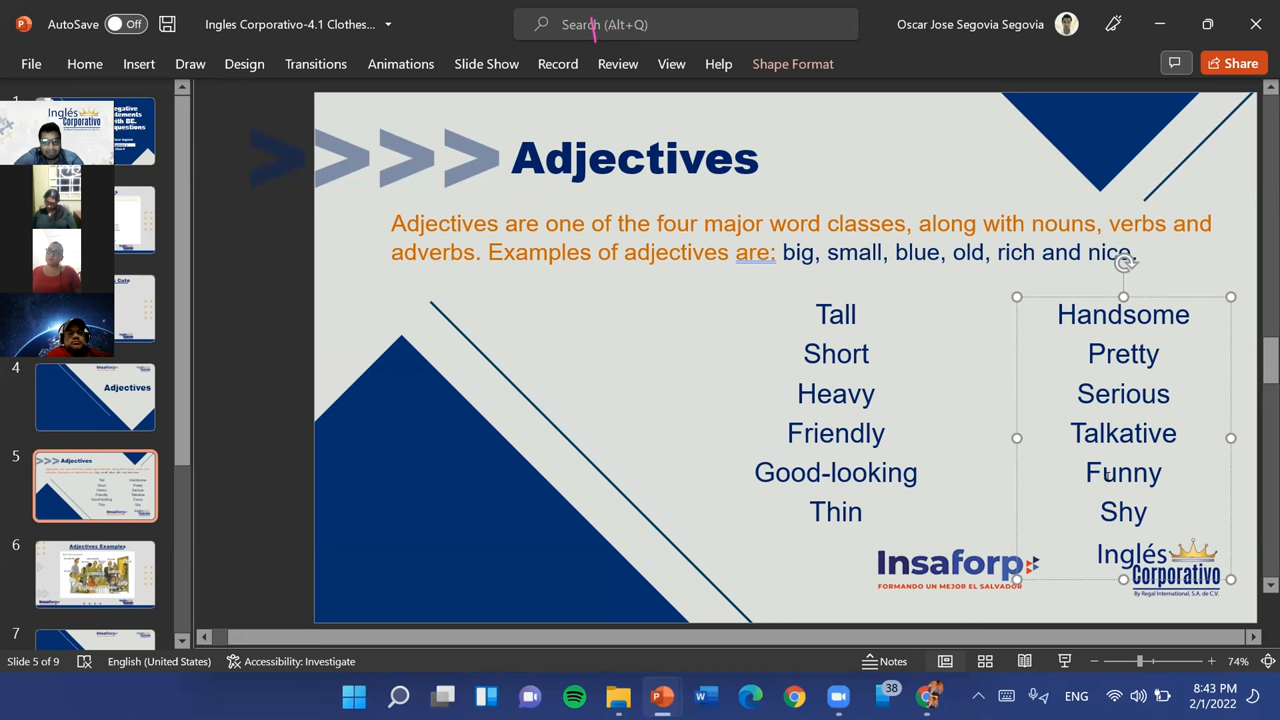 AutoSave Off Ingles Corporativo-4.1 Clothes... Search (Alt+Q) Oscar Jose Segovia Segovia
File Home Insert Draw Design Transitions Animations Slide Show Record Review View Help Shape Format Share
Inglés
Corporativo
Adjectives
Adjectives are one of the four major word classes, along with nouns, verbs and
adverbs. Examples of adjectives are: big, small, blue, old, rich and nice.
Tall
Short
Heavy
Friendly
Good-looking
Thin
Handsome
Pretty
Serious
Talkative
Funny
Shy
Insaforp
FORMANDO UN MEJOR EL SALVADOR
Inglés
Corporativo
By Regal International, S.A. de C.V.
4
Adjectives
5
Adjectives
6
Adjectives Examples
7
Slide 5 of 9 English (United States) Accessibility: Investigate Notes 74%
38
ENG
8:43 PM
2/1/2022